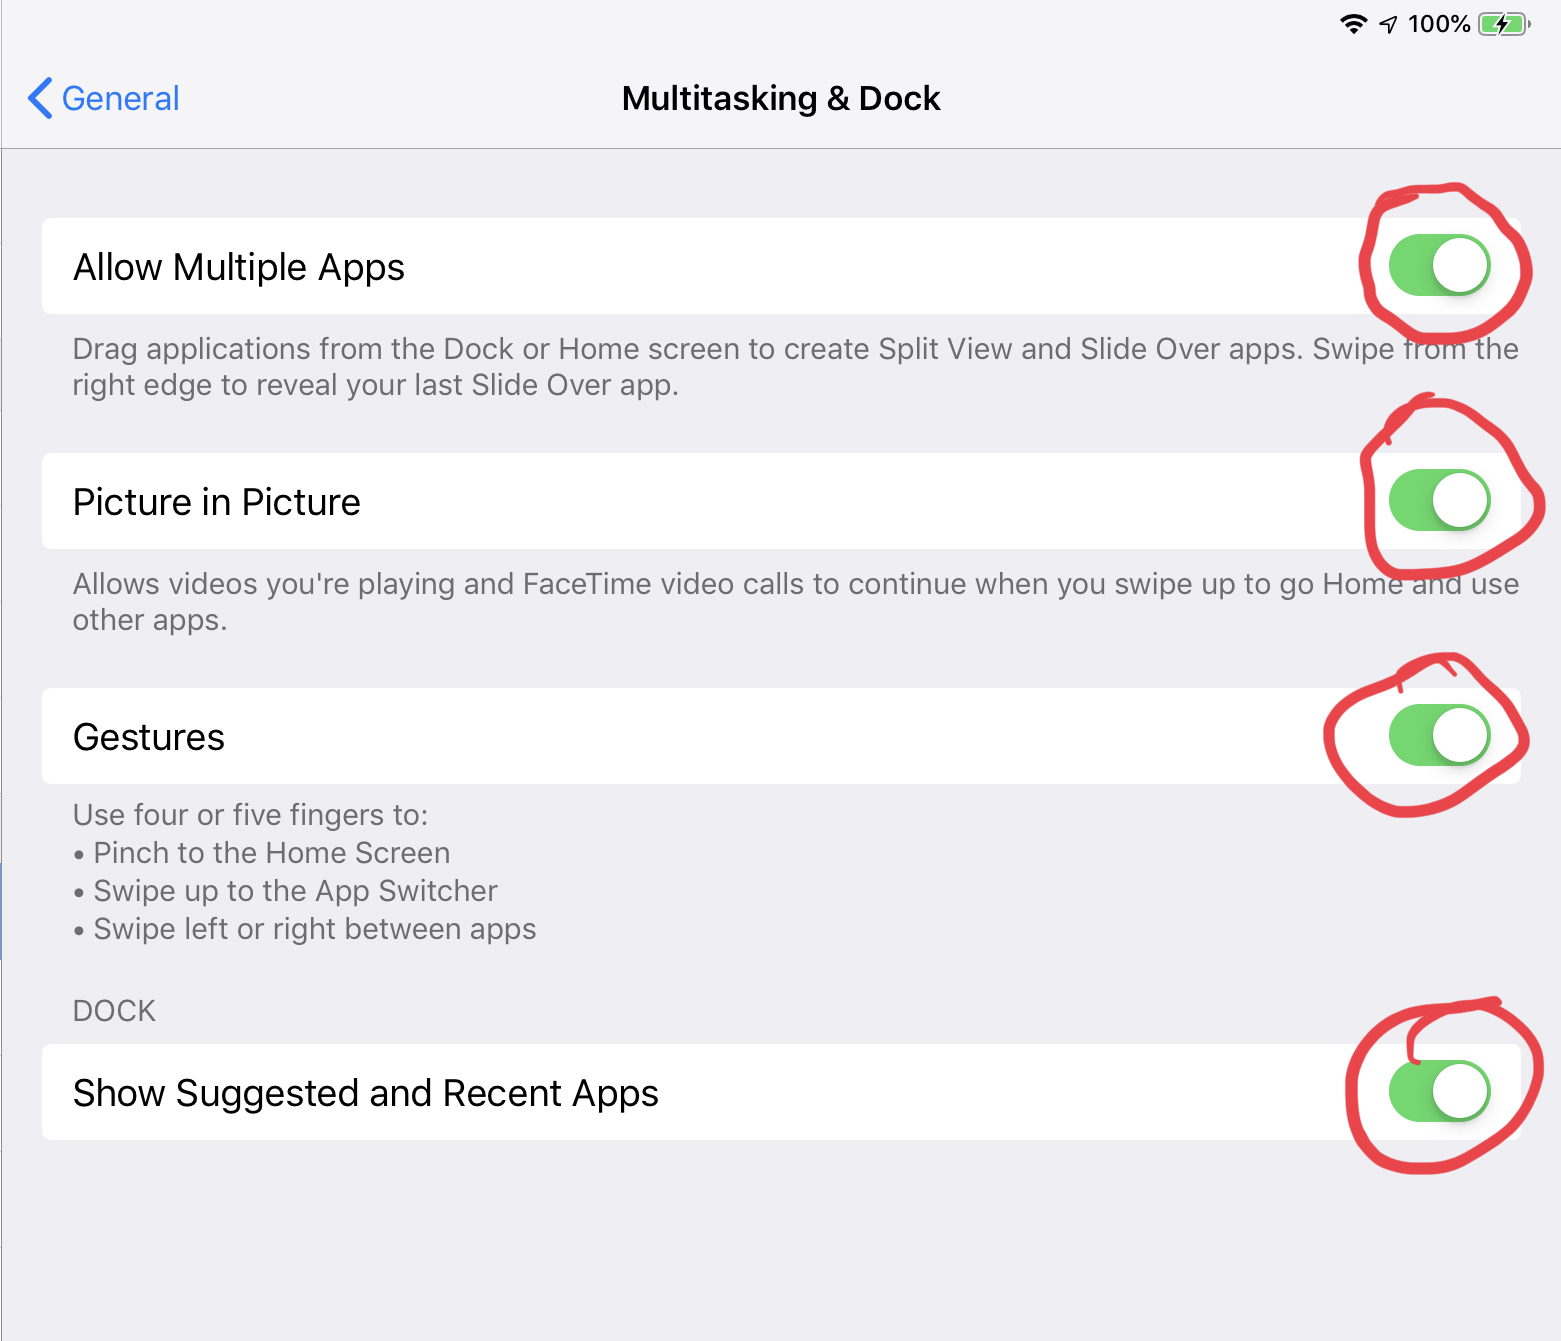 100%
General
Multitasking & Dock
Allow Multiple Apps
Drag applications from the Dock or Home screen to create Split View and Slide Over apps. Swipe from the
right edge to reveal your last Slide Over app.
Picture in Picture
Allows videos you're playing and FaceTime video calls to continue when you swipe up to go Home and use
other apps.
Gestures
Use four or five fingers to:
• Pinch to the Home Screen
• Swipe up to the App Switcher
• Swipe left or right between apps
DOCK
Show Suggested and Recent Apps